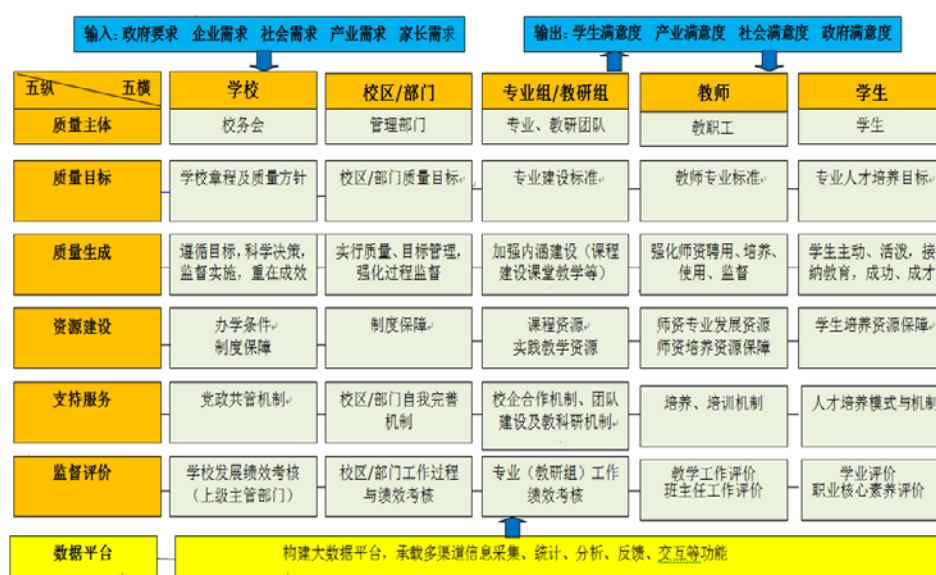 输入：政府要求 企业需求 社会需求 产业需求 家长需求
输出：学生满意度 产业满意度 社会满意度 政府满意度
五纵 五横
学校
校区/部门
专业组/教研组
教师
学生
质量主体
校务会
管理部门
专业、教研团队
教职工
学生
质量目标
学校章程及质量方针
校区/部门质量目标
专业建设标准
教师专业标准
专业人才培养目标
质量生成
遵循目标，科学决策，
监督实施，重在成效
实行质量、目标管理，
强化过程监督
加强内涵建设（课程
建设课堂教学等）
强化师资聘用、培养、
使用、监督
学生主动、活泼，接
纳教育，成功、成才
资源建设
办学条件
制度保障
制度保障
课程资源
实践教学资源
师资专业发展资源
师资培养资源保障
学生培养资源保障
支持服务
党政共管机制
校区/部门自我完善
机制
校企合作机制、团队
建设及教科研机制
培养、培训机制
人才培养模式与机制
监督评价
学校发展绩效考核
（上级主管部门）
校区/部门工作过程
与绩效考核
专业（教研组）工作
绩效考核
教学工作评价
班主任工作评价
学业评价
职业核心素养评价
数据平台
构建大数据平台，承载多渠道信息采集、统计、分析、反馈、交互等功能